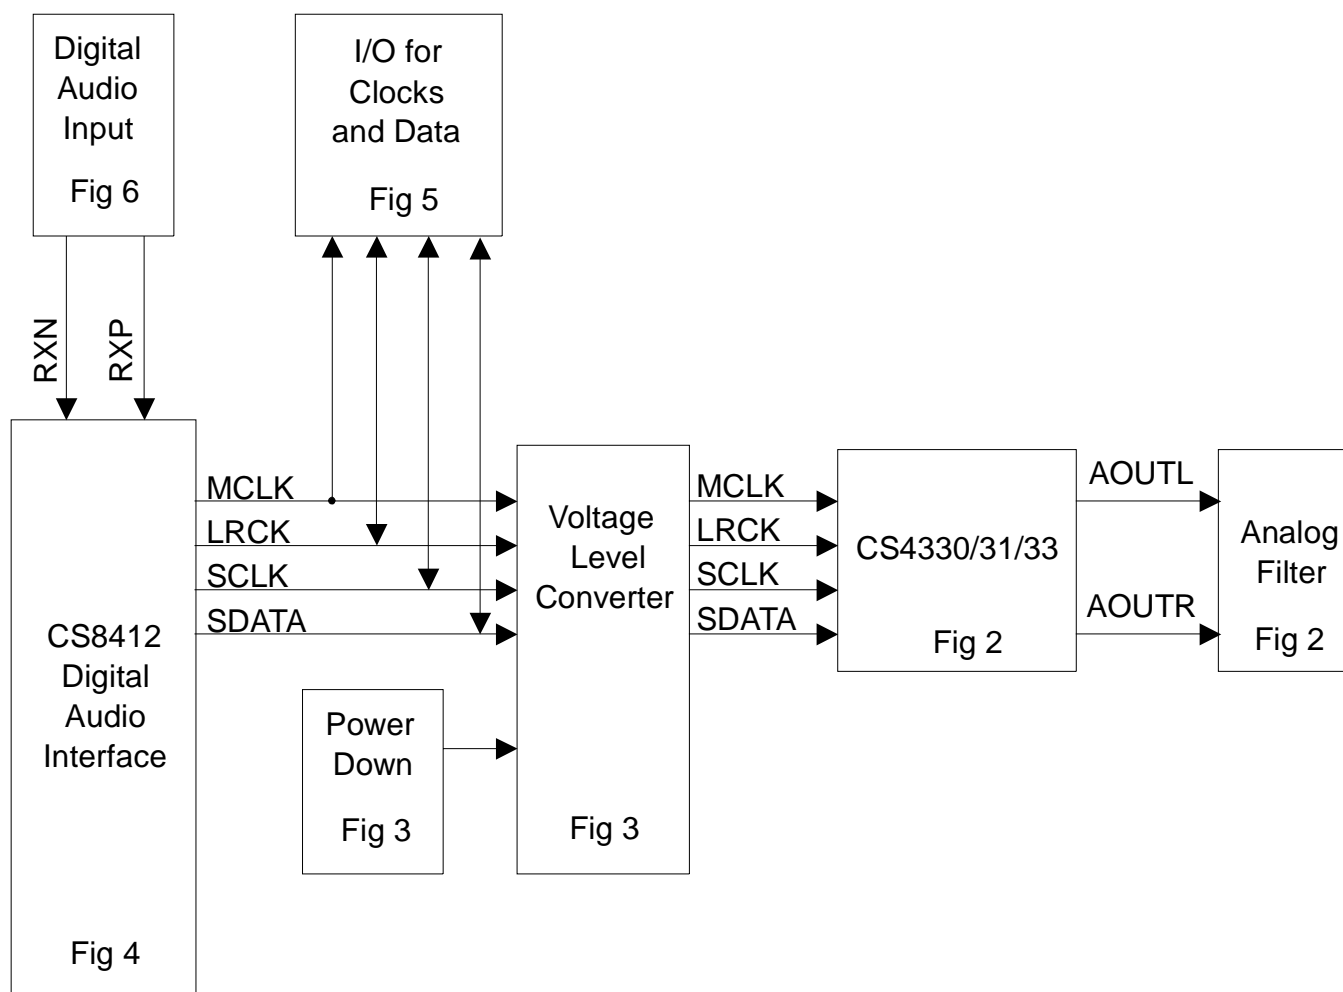 Digital
Audio
Input
Fig 6
I/O for
Clocks
and Data
Fig 5
RXN
RXP
MCLK
LRCK
SCLK
SDATA
CS8412
Digital
Audio
Interface
Fig 4
Power
Down
Fig 3
Voltage
Level
Converter
Fig 3
MCLK
LRCK
SCLK
SDATA
CS4330/31/33
Fig 2
AOUTL
AOUTR
Analog
Filter
Fig 2